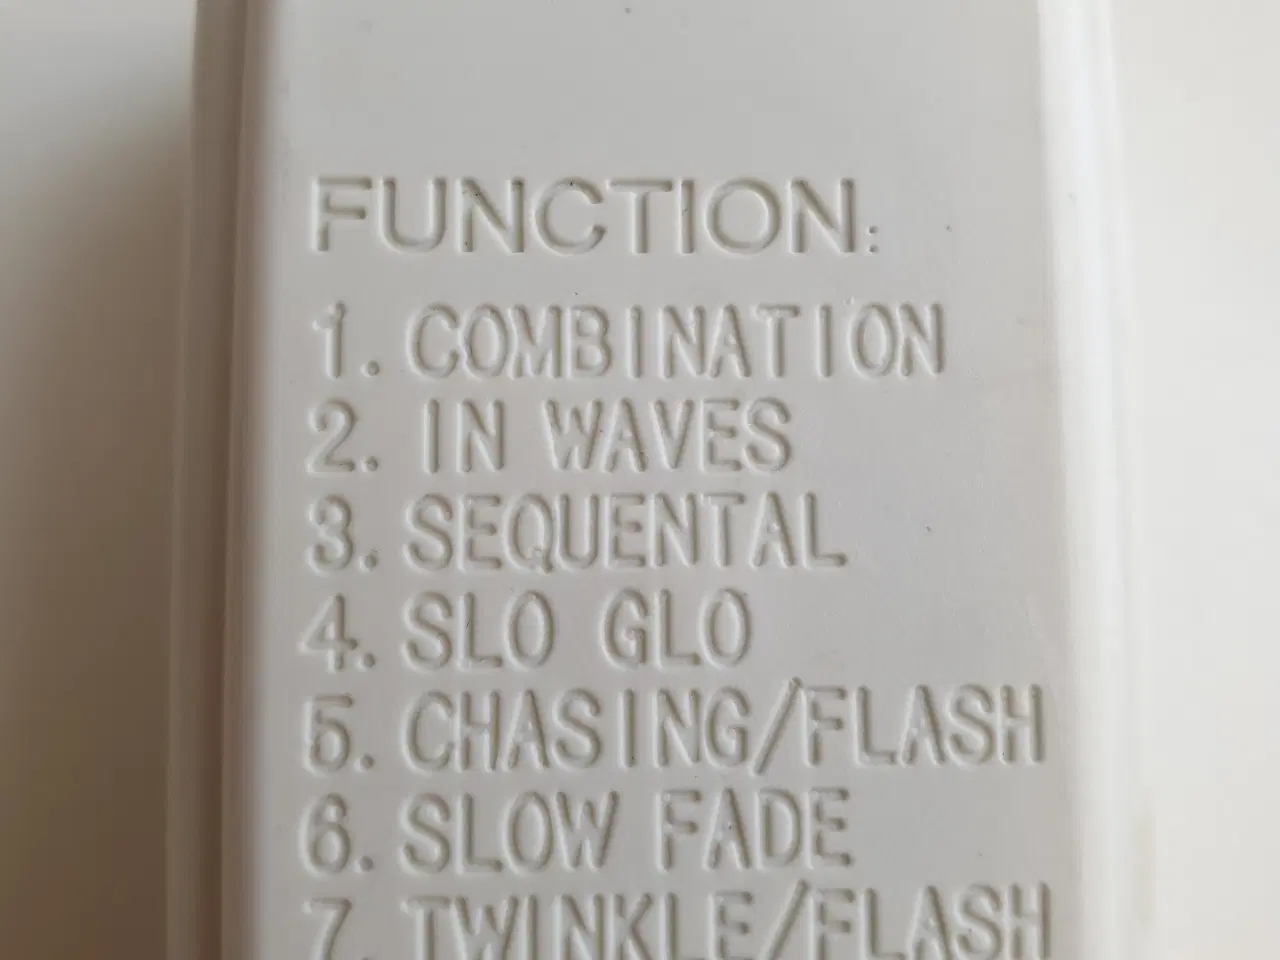 FUNCTION:
1. COMBINATION
2. IN WAVES
3. SEQUENTAL
4. SLO GLO
5. CHASING/FLASH
6. SLOW FADE
7. TWINKLE/FLASH